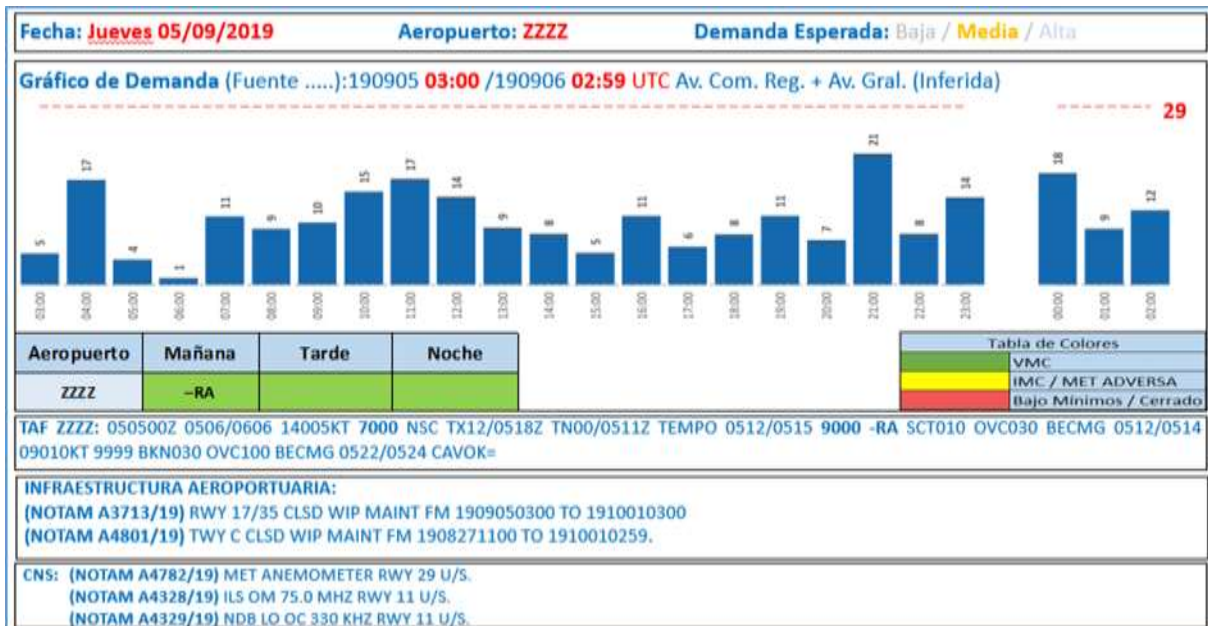 Fecha: Jueves 05/09/2019 Aeropuerto: ZZZZ Demanda Esperada: Baja / Media / Alta
Gráfico de Demanda (Fuente .....):190905 03:00 /190906 02:59 UTC Av. Com. Reg. + Av. Gral. (Inferida)
29
5 17 4 1 11 9 10 15 17 14 9 8 5 11 6 8 11 7 21 8 14 18 9 12
03:00 04:00 05:00 06:00 07:00 08:00 09:00 10:00 11:00 12:00 13:00 14:00 15:00 16:00 17:00 18:00 19:00 20:00 21:00 22:00 23:00 00:00 01:00 02:00
Aeropuerto Mañana Tarde Noche
ZZZZ –RA
Tabla de Colores
VMC
IMC / MET ADVERSA
Bajo Mínimos / Cerrado
TAF ZZZZ: 050500Z 0506/0606 14005KT 7000 NSC TX12/0518Z TN00/0511Z TEMPO 0512/0515 9000 -RA SCT010 OVC030 BECMG 0512/0514
09010KT 9999 BKN030 OVC100 BECMG 0522/0524 CAVOK=
INFRAESTRUCTURA AEROPORTUARIA:
(NOTAM A3713/19) RWY 17/35 CLSD WIP MAINT FM 1909050300 TO 1910010300
(NOTAM A4801/19) TWY C CLSD WIP MAINT FM 1908271100 TO 1910010259.
CNS: (NOTAM A4782/19) MET ANEMOMETER RWY 29 U/S.
(NOTAM A4328/19) ILS OM 75.0 MHZ RWY 11 U/S.
(NOTAM A4329/19) NDB LO OC 330 KHZ RWY 11 U/S.